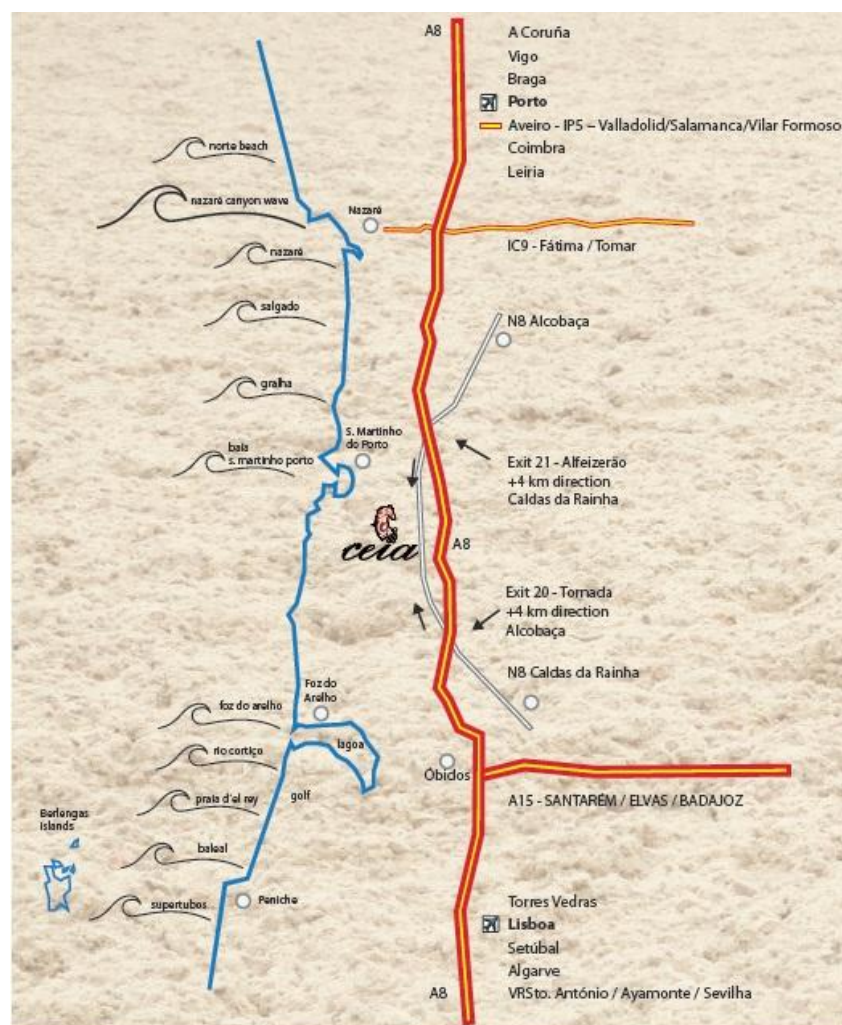 A8
A Coruña
Vigo
Braga
Porto
Aveiro - IP5 – Valladolid/Salamanca/Vilar Formoso
Coimbra
Leiria
norte beach
nazaré canyon wave
Nazaré
IC9 - Fátima / Tomar
nazaré
salgado
N8 Alcobaça
gralha
S. Martinho
do Porto
baia
s. martinho porto
Exit 21 - Alfeizerão
+4 km direction
Caldas da Rainha
ceia
A8
Exit 20 - Tornada
+4 km direction
Alcobaça
N8 Caldas da Rainha
Foz do
Arelho
foz do arelho
lagoa
rio cortiço
Óbidos
golf
praia d'el rey
A15 - SANTARÉM / ELVAS / BADAJOZ
Berlengas
islands
baleal
Peniche
supertubos
Torres Vedras
Lisboa
Setúbal
Algarve
A8
VRSto. António / Ayamonte / Sevilha